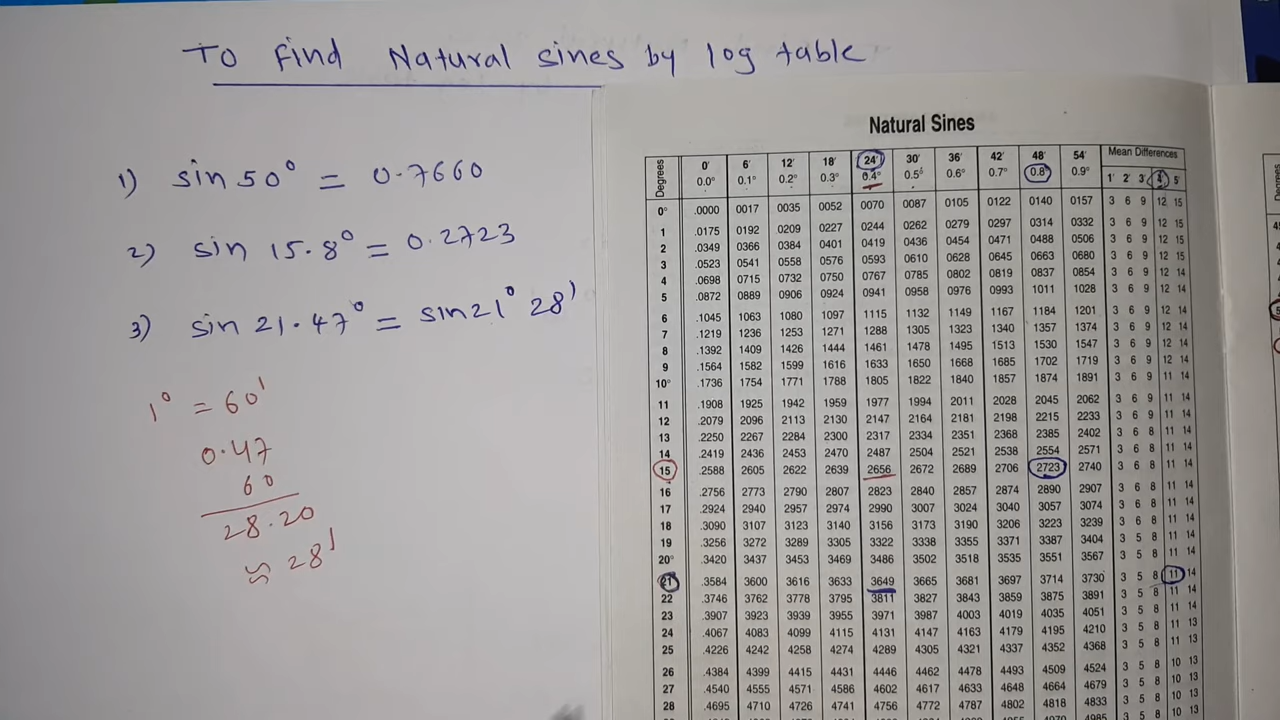 To Find Natural sines by log table
1) sin 50° = 0.7660
2) sin 15.8° = 0.2723
3) sin 21.47° = sin 21° 28'
1° = 60'
0.47
60
28.20
≈ 28'
Natural Sines
Degrees 0' 6' 12' 18' 24' 30' 36' 42' 48' 54' Mean Differences
0.0° 0.1° 0.2° 0.3° 0.4° 0.5° 0.6° 0.7° 0.8° 0.9° 1' 2' 3' 4' 5'
0° .0000 0017 0035 0052 0070 0087 0105 0122 0140 0157 3 6 9 12 15
1 .0175 0192 0209 0227 0244 0262 0279 0297 0314 0332 3 6 9 12 15
2 .0349 0366 0384 0401 0419 0436 0454 0471 0488 0506 3 6 9 12 15
3 .0523 0541 0558 0576 0593 0610 0628 0645 0663 0680 3 6 9 12 15
4 .0698 0715 0732 0750 0767 0785 0802 0819 0837 0854 3 6 9 12 14
5 .0872 0889 0906 0924 0941 0958 0976 0993 1011 1028 3 6 9 12 14
6 .1045 1063 1080 1097 1115 1132 1149 1167 1184 1201 3 6 9 12 14
7 .1219 1236 1253 1271 1288 1305 1323 1340 1357 1374 3 6 9 12 14
8 .1392 1409 1426 1444 1461 1478 1495 1513 1530 1547 3 6 9 12 14
9 .1564 1582 1599 1616 1633 1650 1668 1685 1702 1719 3 6 9 12 14
10° .1736 1754 1771 1788 1805 1822 1840 1857 1874 1891 3 6 9 11 14
11 .1908 1925 1942 1959 1977 1994 2011 2028 2045 2062 3 6 9 11 14
12 .2079 2096 2113 2130 2147 2164 2181 2198 2215 2233 3 6 9 11 14
13 .2250 2267 2284 2300 2317 2334 2351 2368 2385 2402 3 6 8 11 14
14 .2419 2436 2453 2470 2487 2504 2521 2538 2554 2571 3 6 8 11 14
15 .2588 2605 2622 2639 2656 2672 2689 2706 2723 2740 3 6 8 11 14
16 .2756 2773 2790 2807 2823 2840 2857 2874 2890 2907 3 6 8 11 14
17 .2924 2940 2957 2974 2990 3007 3024 3040 3057 3074 3 6 8 11 14
18 .3090 3107 3123 3140 3156 3173 3190 3206 3223 3239 3 6 8 11 14
19 .3256 3272 3289 3305 3322 3338 3355 3371 3387 3404 3 5 8 11 14
20° .3420 3437 3453 3469 3486 3502 3518 3535 3551 3567 3 5 8 11 14
21 .3584 3600 3616 3633 3649 3665 3681 3697 3714 3730 3 5 8 11 14
22 .3746 3762 3778 3795 3811 3827 3843 3859 3875 3891 3 5 8 11 14
23 .3907 3923 3939 3955 3971 3987 4003 4019 4035 4051 3 5 8 11 14
24 .4067 4083 4099 4115 4131 4147 4163 4179 4195 4210 3 5 8 11 13
25 .4226 4242 4258 4274 4289 4305 4321 4337 4352 4368 3 5 8 11 13
26 .4384 4399 4415 4431 4446 4462 4478 4493 4509 4524 3 5 8 10 13
27 .4540 4555 4571 4586 4602 4617 4633 4648 4664 4679 3 5 8 10 13
28 .4695 4710 4726 4741 4756 4772 4787 4802 4818 4833 3 5 8 10 13